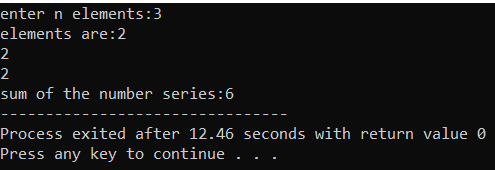 enter n elements:3
elements are:2
2
2
sum of the number series:6
--------------------------------
Process exited after 12.46 seconds with return value 0
Press any key to continue . . .